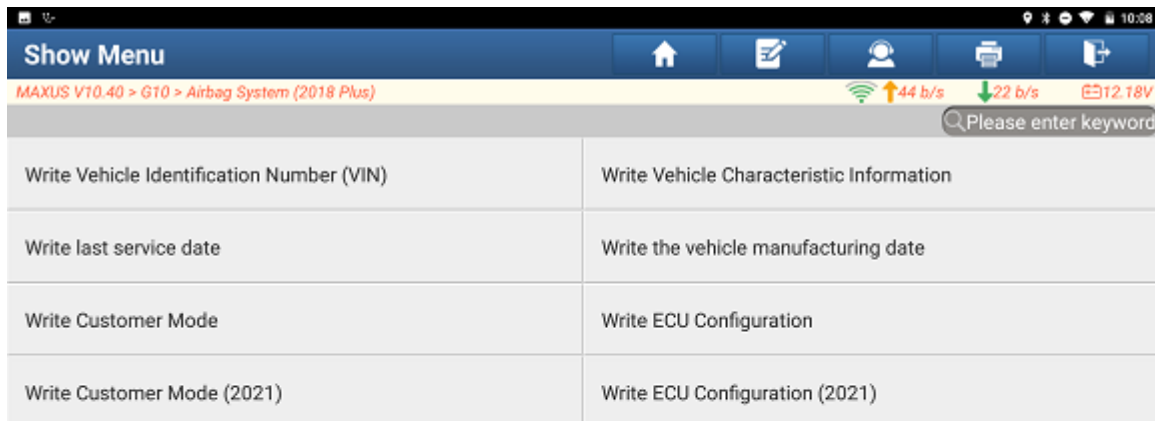 10:08
Show Menu
MAXUS V10.40 > G10 > Airbag System (2018 Plus)
44 b/s
22 b/s
12.18V
Please enter keyword
Write Vehicle Identification Number (VIN)
Write Vehicle Characteristic Information
Write last service date
Write the vehicle manufacturing date
Write Customer Mode
Write ECU Configuration
Write Customer Mode (2021)
Write ECU Configuration (2021)